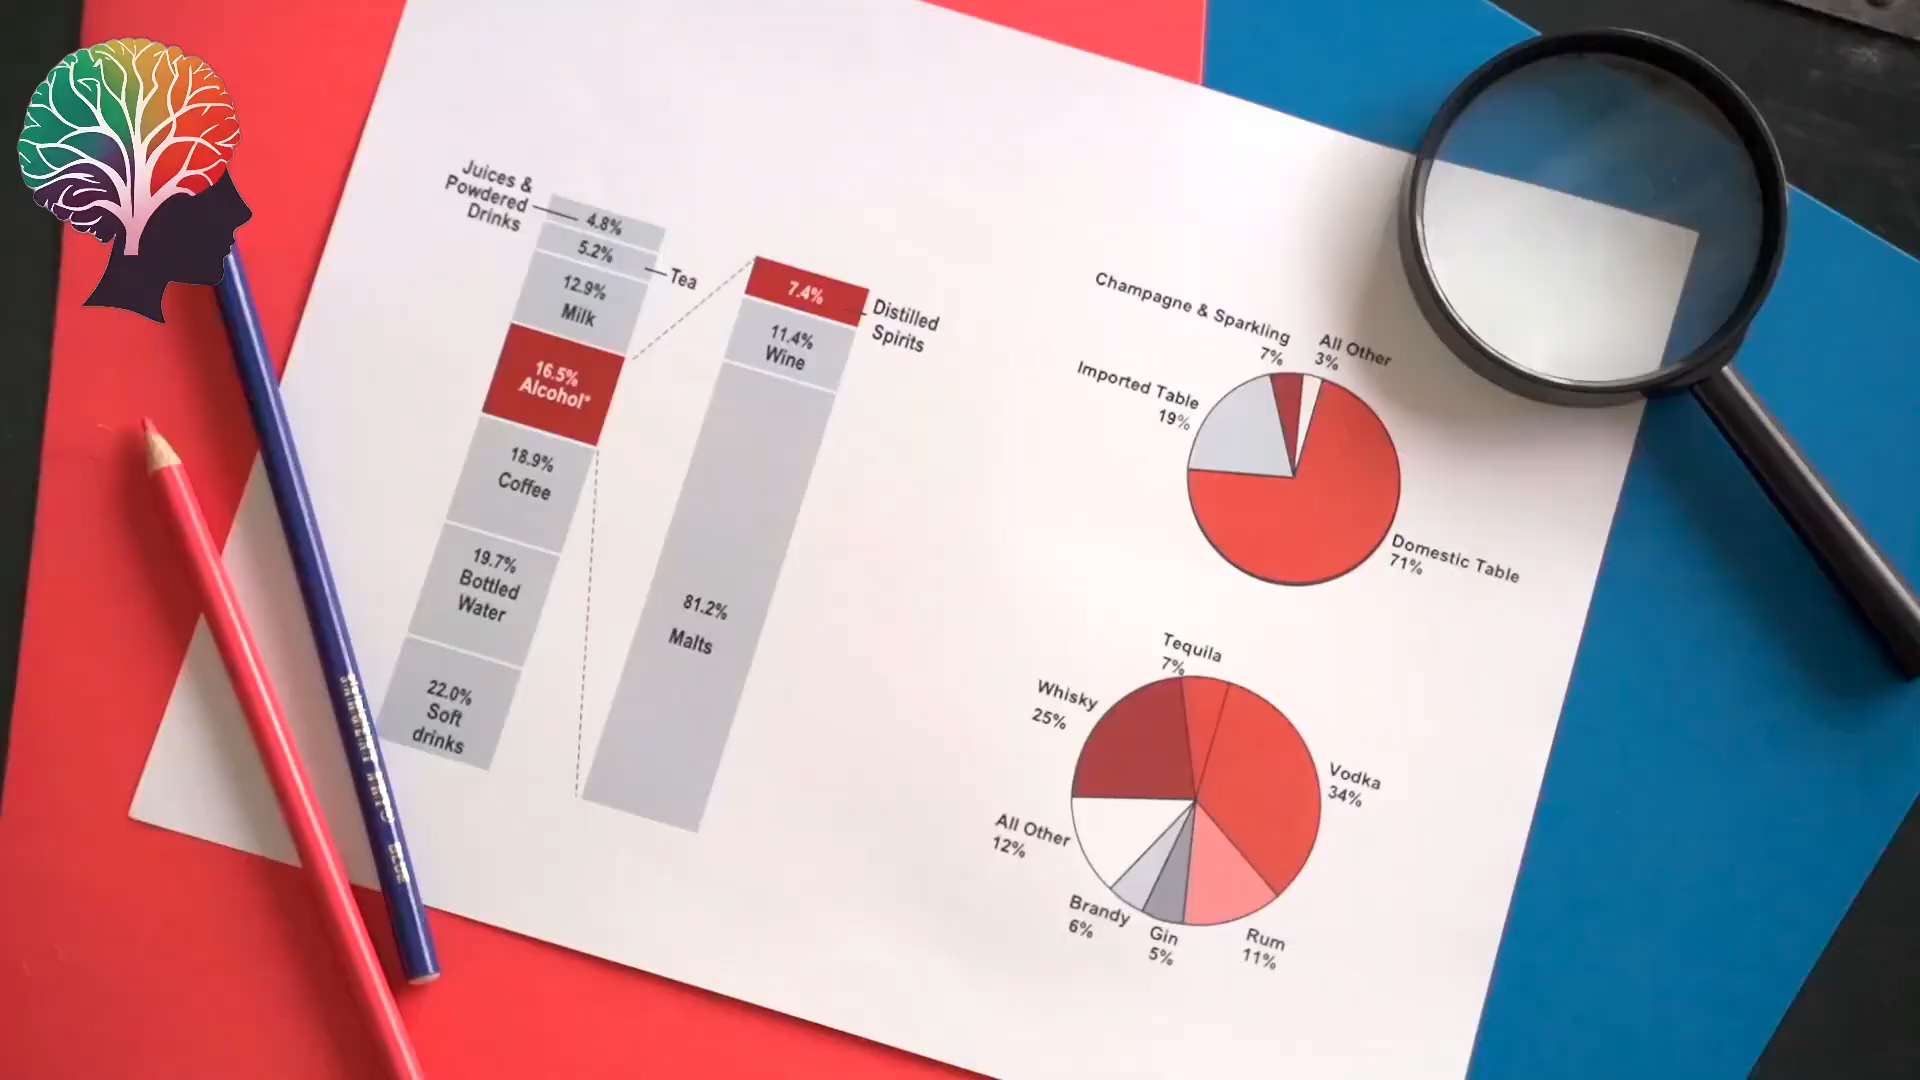 Juices &
Powdered
Drinks
4.8%
5.2%
Tea
12.9%
Milk
16.5%
Alcohol*
18.9%
Coffee
19.7%
Bottled
Water
22.0%
Soft
drinks
7.4%
Distilled
Spirits
11.4%
Wine
81.2%
Malts
Champagne & Sparkling
7%
All Other
3%
Imported Table
19%
Domestic Table
71%
Tequila
7%
Whisky
25%
Vodka
34%
All Other
12%
Brandy
6%
Gin
5%
Rum
11%